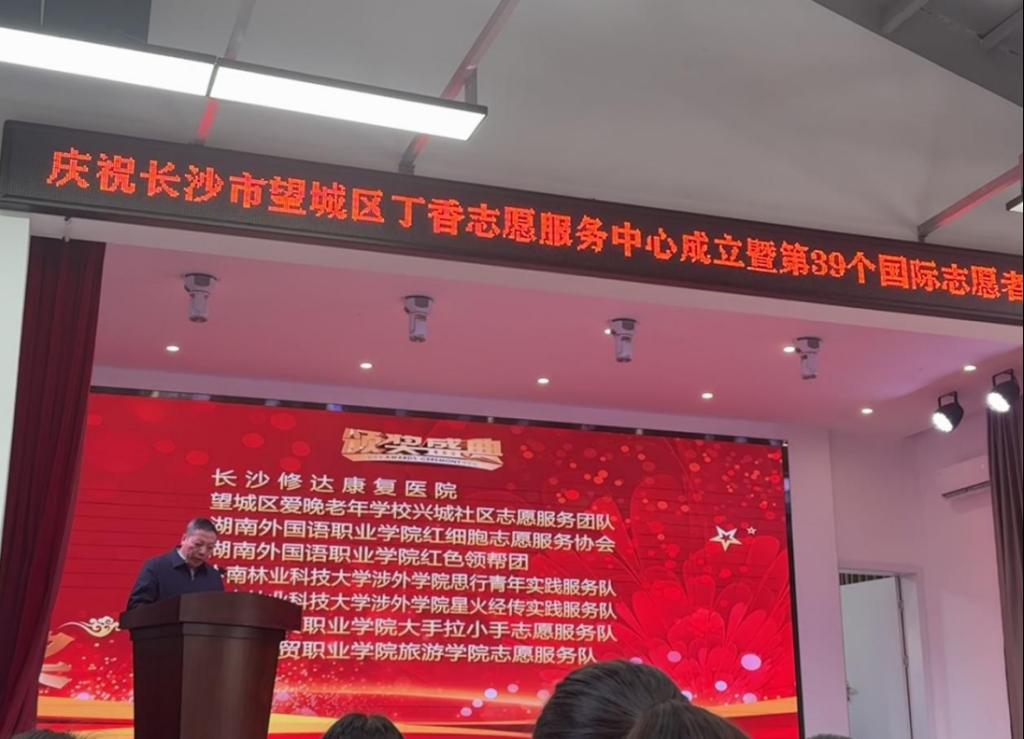 庆祝长沙市望城区丁香志愿服务中心成立暨第39个国际志愿者
颁奖盛典
AWARDS CEREMONY
长沙修达康复医院
望城区爱晚老年学校兴城社区志愿服务团队
湖南外国语职业学院红细胞志愿服务协会
湖南外国语职业学院红色领帮团
南林业科技大学涉外学院思行青年实践服务队
林业科技大学涉外学院星火经传实践服务队
职业学院大手拉小手志愿服务队
贸职业学院旅游学院志愿服务队